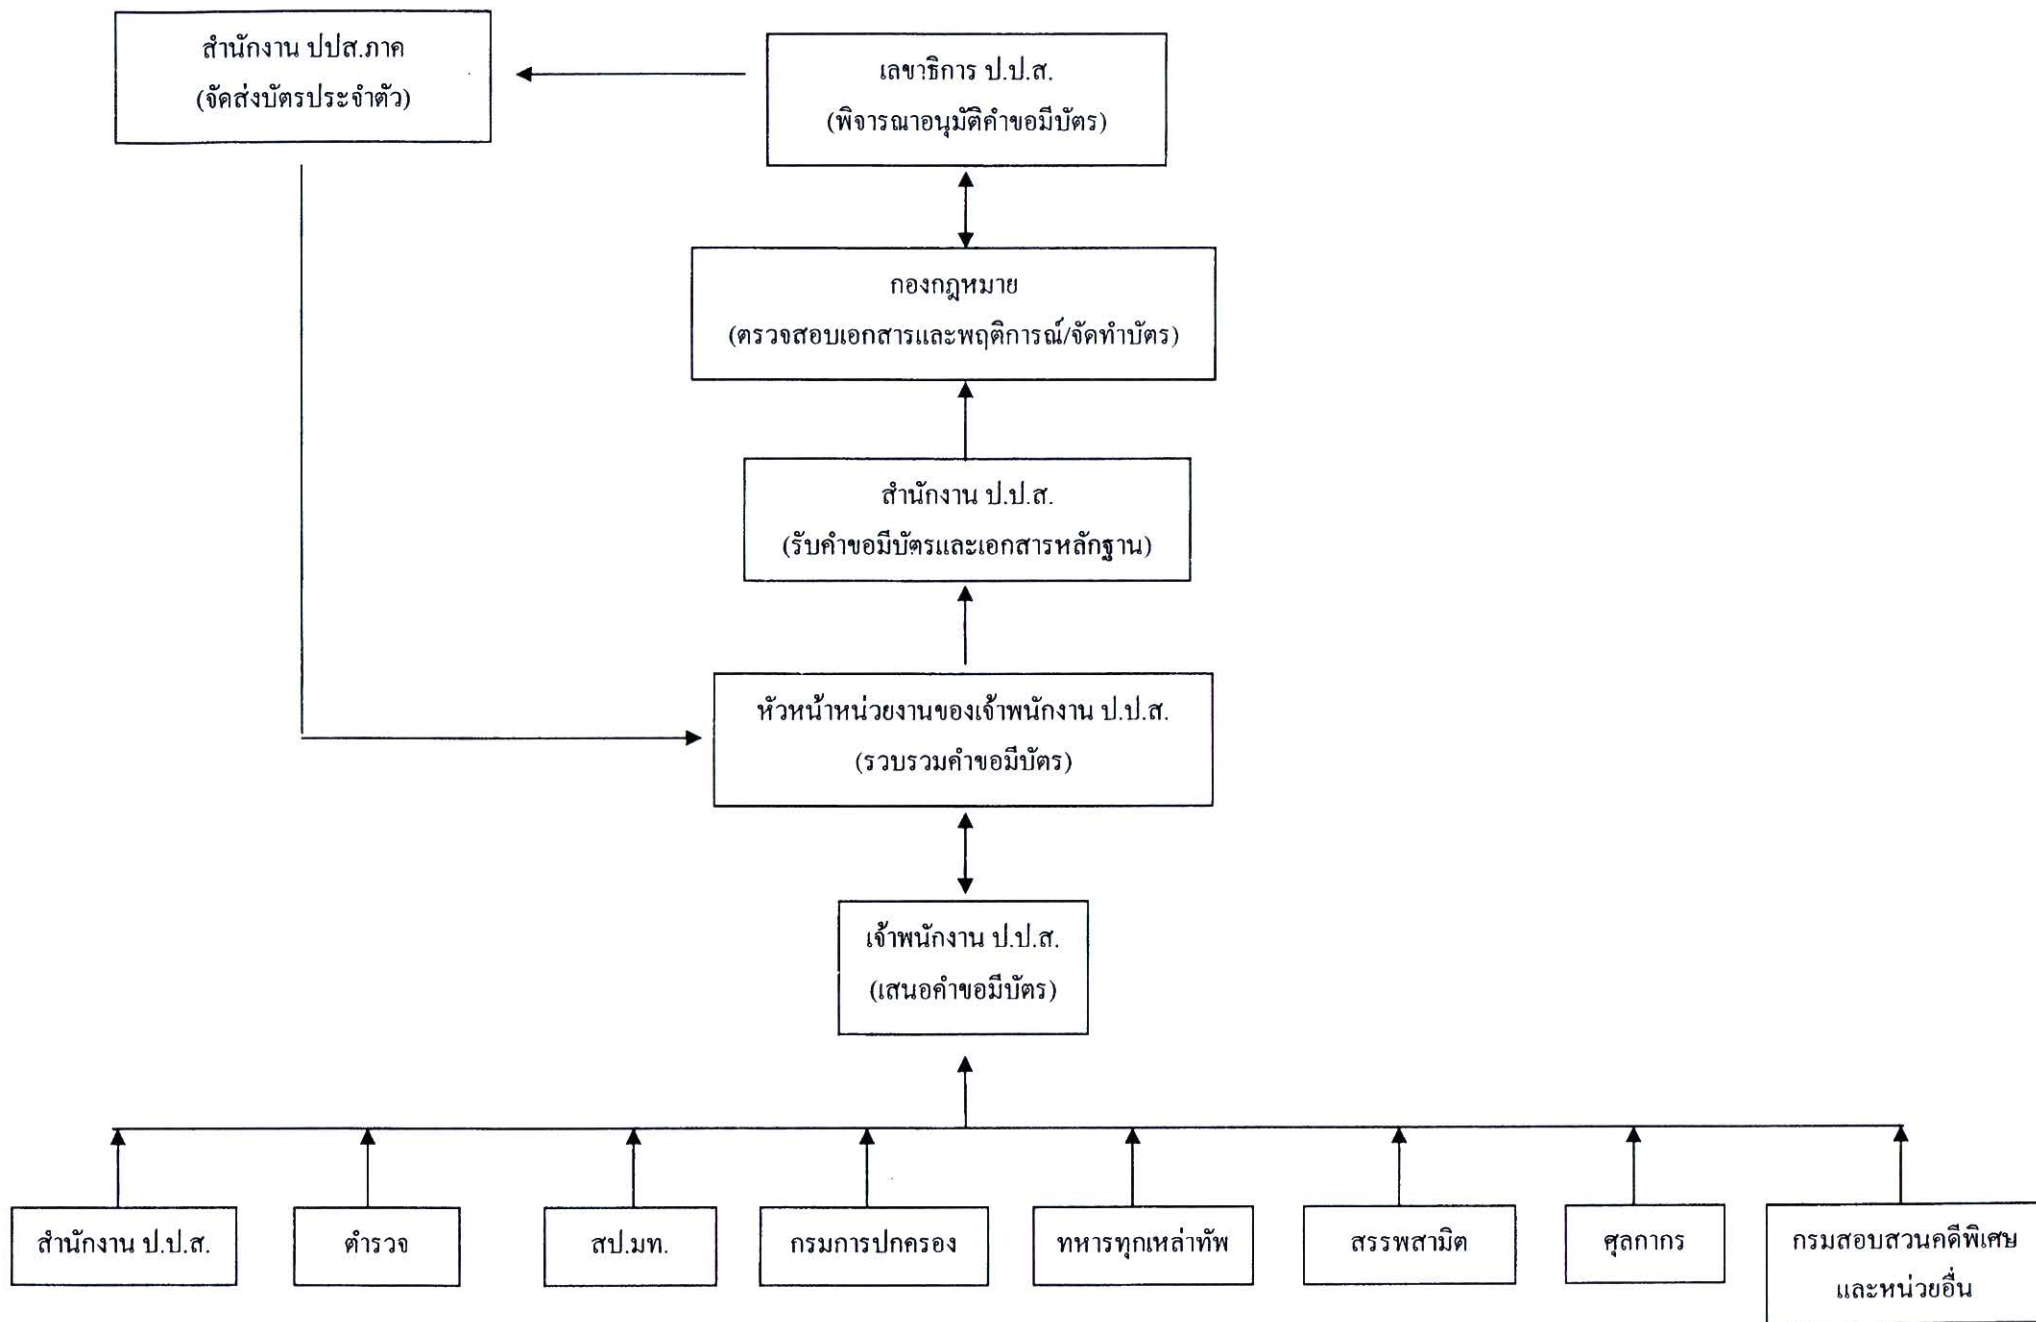 สำนักงาน ปปส.ภาค
(จัดส่งบัตรประจำตัว)
เลขาธิการ ป.ป.ส.
(พิจารณาอนุมัติคำขอมีบัตร)
กองกฎหมาย
(ตรวจสอบเอกสารและพฤติการณ์/จัดทำบัตร)
สำนักงาน ป.ป.ส.
(รับคำขอมีบัตรและเอกสารหลักฐาน)
หัวหน้าหน่วยงานของเจ้าพนักงาน ป.ป.ส.
(รวบรวมคำขอมีบัตร)
เจ้าพนักงาน ป.ป.ส.
(เสนอคำขอมีบัตร)
สำนักงาน ป.ป.ส.
ตำรวจ
สป.มท.
กรมการปกครอง
ทหารทุกเหล่าทัพ
สรรพสามิต
ศุลกากร
กรมสอบสวนคดีพิเศษ
และหน่วยอื่น